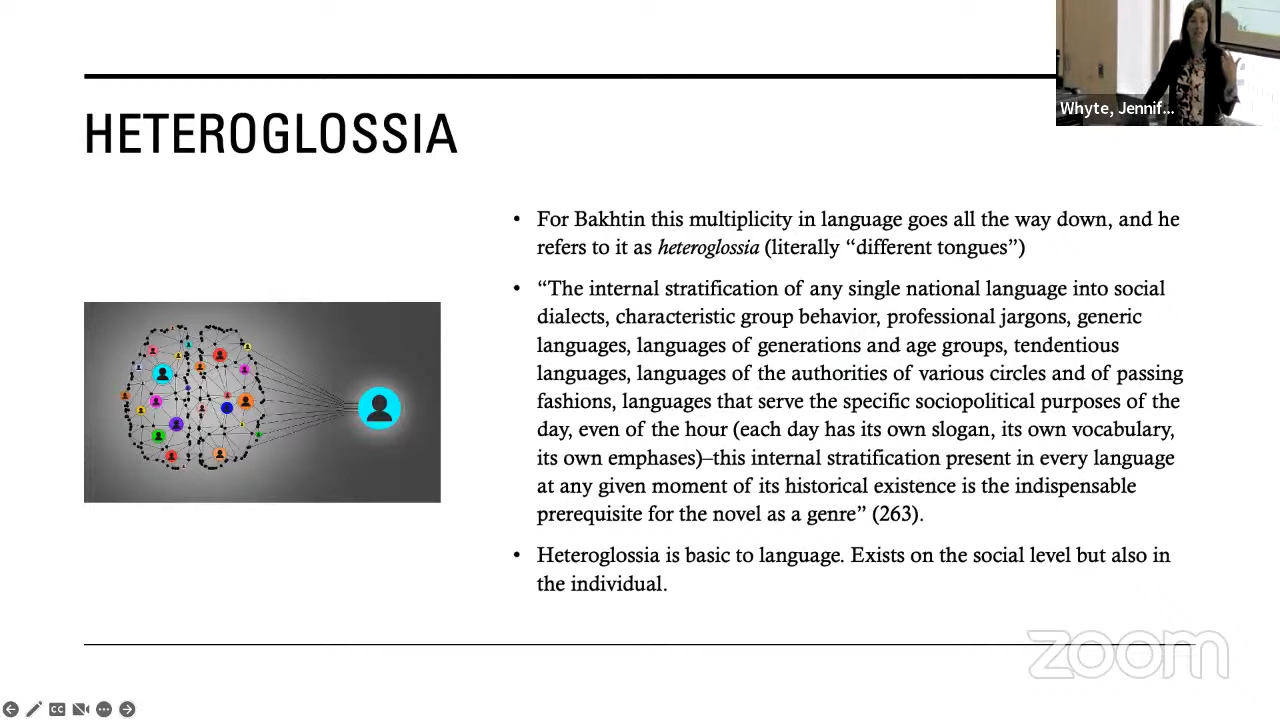 Whyte, Jennif...
HETEROGLOSSIA
• For Bakhtin this multiplicity in language goes all the way down, and he
refers to it as heteroglossia (literally “different tongues”)
• “The internal stratification of any single national language into social
dialects, characteristic group behavior, professional jargons, generic
languages, languages of generations and age groups, tendentious
languages, languages of the authorities of various circles and of passing
fashions, languages that serve the specific sociopolitical purposes of the
day, even of the hour (each day has its own slogan, its own vocabulary,
its own emphases)–this internal stratification present in every language
at any given moment of its historical existence is the indispensable
prerequisite for the novel as a genre” (263).
• Heteroglossia is basic to language. Exists on the social level but also in
the individual.
zoom
CC